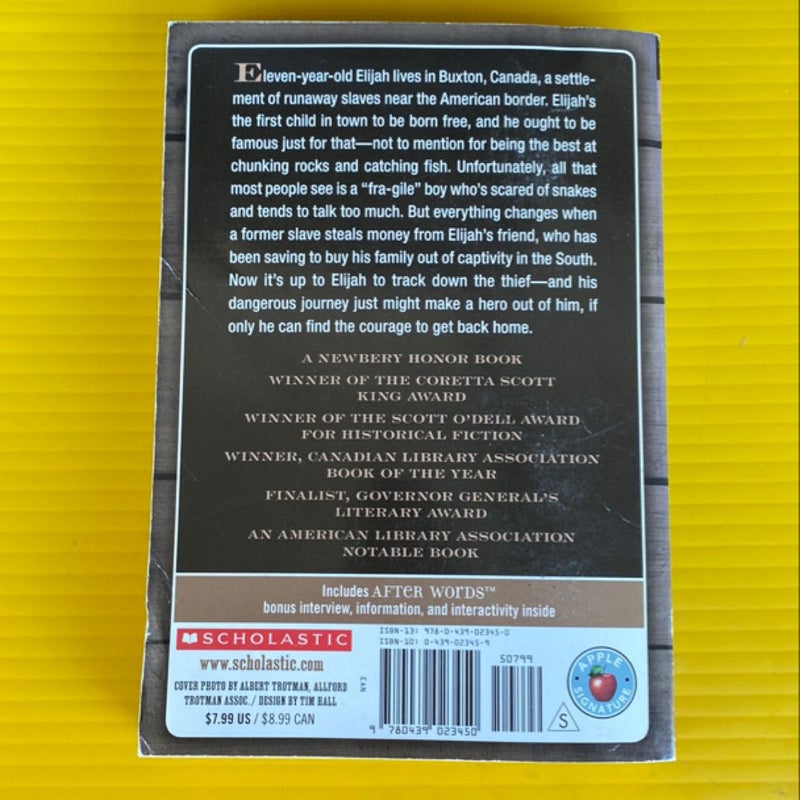 Eleven-year-old Elijah lives in Buxton, Canada, a settle-
ment of runaway slaves near the American border. Elijah's
the first child in town to be born free, and he ought to be
famous just for that—not to mention for being the best at
chunking rocks and catching fish. Unfortunately, all that
most people see is a “fra-gile” boy who's scared of snakes
and tends to talk too much. But everything changes when
a former slave steals money from Elijah's friend, who has
been saving to buy his family out of captivity in the South.
Now it's up to Elijah to track down the thief—and his
dangerous journey just might make a hero out of him, if
only he can find the courage to get back home.
A NEWBERY HONOR BOOK
WINNER OF THE CORETTA SCOTT
KING AWARD
WINNER OF THE SCOTT O'DELL AWARD
FOR HISTORICAL FICTION
WINNER, CANADIAN LIBRARY ASSOCIATION
BOOK OF THE YEAR
FINALIST, GOVERNOR GENERAL'S
LITERARY AWARD
AN AMERICAN LIBRARY ASSOCIATION
NOTABLE BOOK
Includes AFTER WORDS™
bonus interview, information, and interactivity inside
SCHOLASTIC
www.scholastic.com
COVER PHOTO BY ALBERT TROTMAN, ALLFORD
TROTMAN ASSOC. / DESIGN BY TIM HALL
$7.99 US / $8.99 CAN
ISBN-13: 978-0-439-02345-0
ISBN-10: 0-439-02345-9
50799
EAN
9 780439 023450
S
APPLE
SIGNATURE